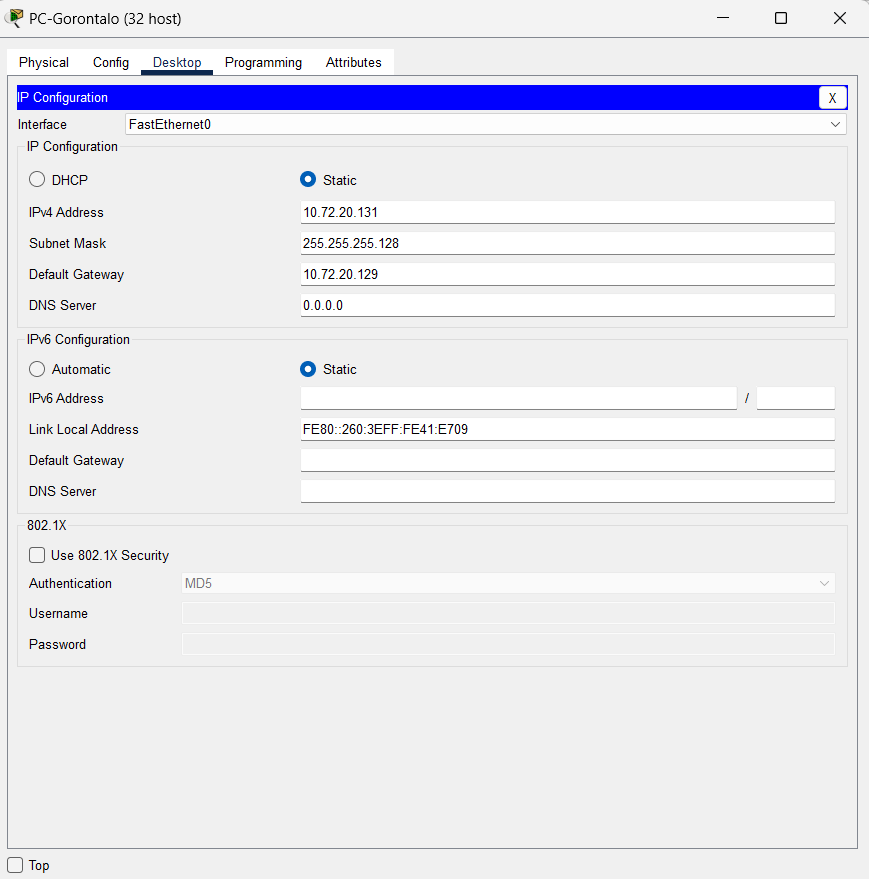 PC-Gorontalo (32 host)
Physical Config Desktop Programming Attributes
IP Configuration X
Interface FastEthernet0
IP Configuration
DHCP Static
IPv4 Address 10.72.20.131
Subnet Mask 255.255.255.128
Default Gateway 10.72.20.129
DNS Server 0.0.0.0
IPv6 Configuration
Automatic Static
IPv6 Address /
Link Local Address FE80::260:3EFF:FE41:E709
Default Gateway
DNS Server
802.1X
Use 802.1X Security
Authentication MD5
Username
Password
Top